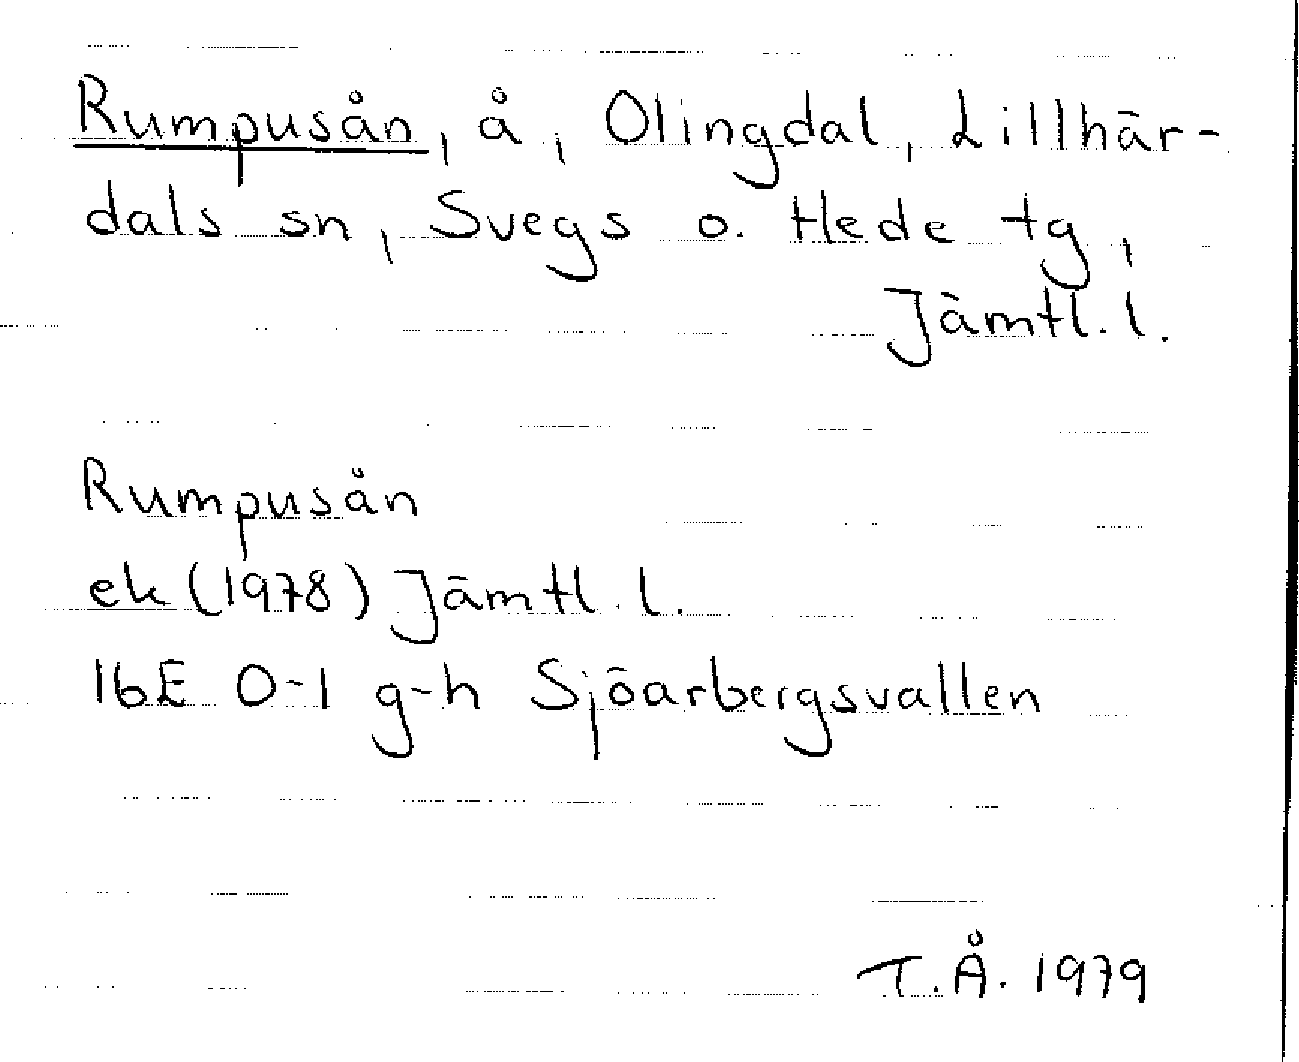 Rumpusån, å, Olingdal, Lillhär-
dals sn, Svegs o. Hede tg,
Jämtl. l.
Rumpusån
ek (1978) Jämtl. l.
16E 0-1 g-h Sjöarbergsvallen
T.Å. 1979